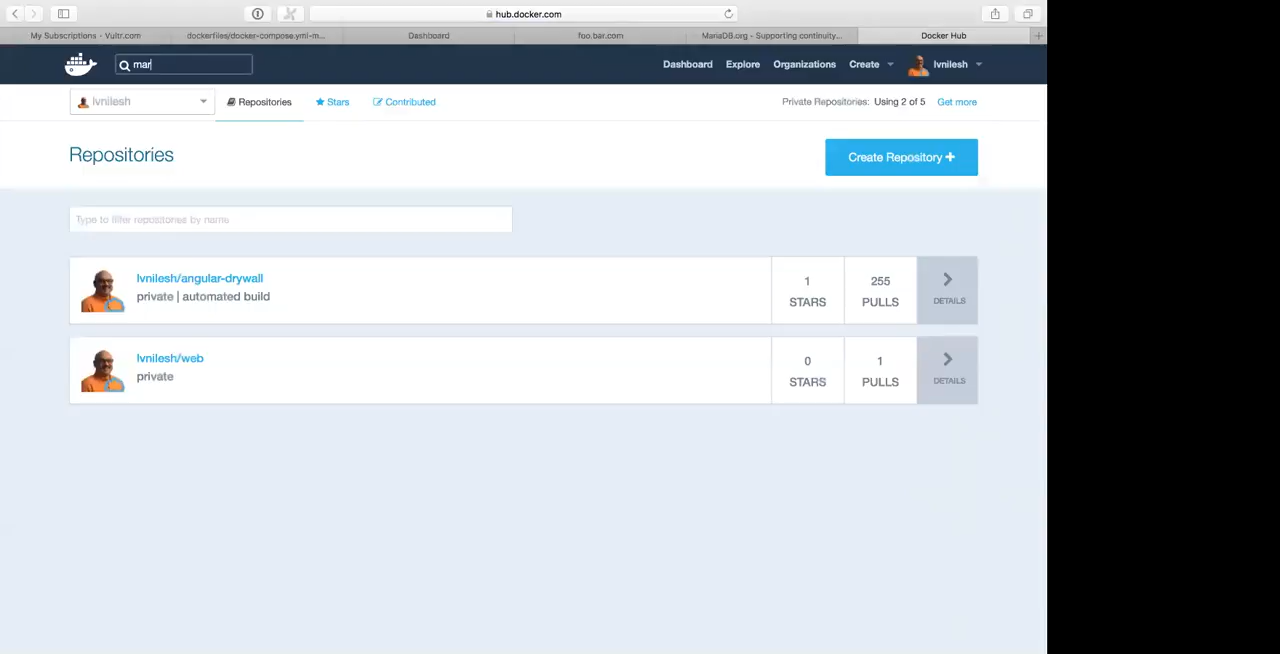 hub.docker.com
My Subscriptions - Vultr.com
dockerfiles/docker-compose.yml-m...
Dashboard
foo.bar.com
MariaDB.org - Supporting continuity...
Docker Hub
mar
Dashboard
Explore
Organizations
Create
lvnilesh
lvnilesh
Repositories
Stars
Contributed
Private Repositories: Using 2 of 5 Get more
Repositories
Create Repository
Type to filter repositories by name
lvnilesh/angular-drywall
private | automated build
1
STARS
255
PULLS
DETAILS
lvnilesh/web
private
0
STARS
1
PULLS
DETAILS